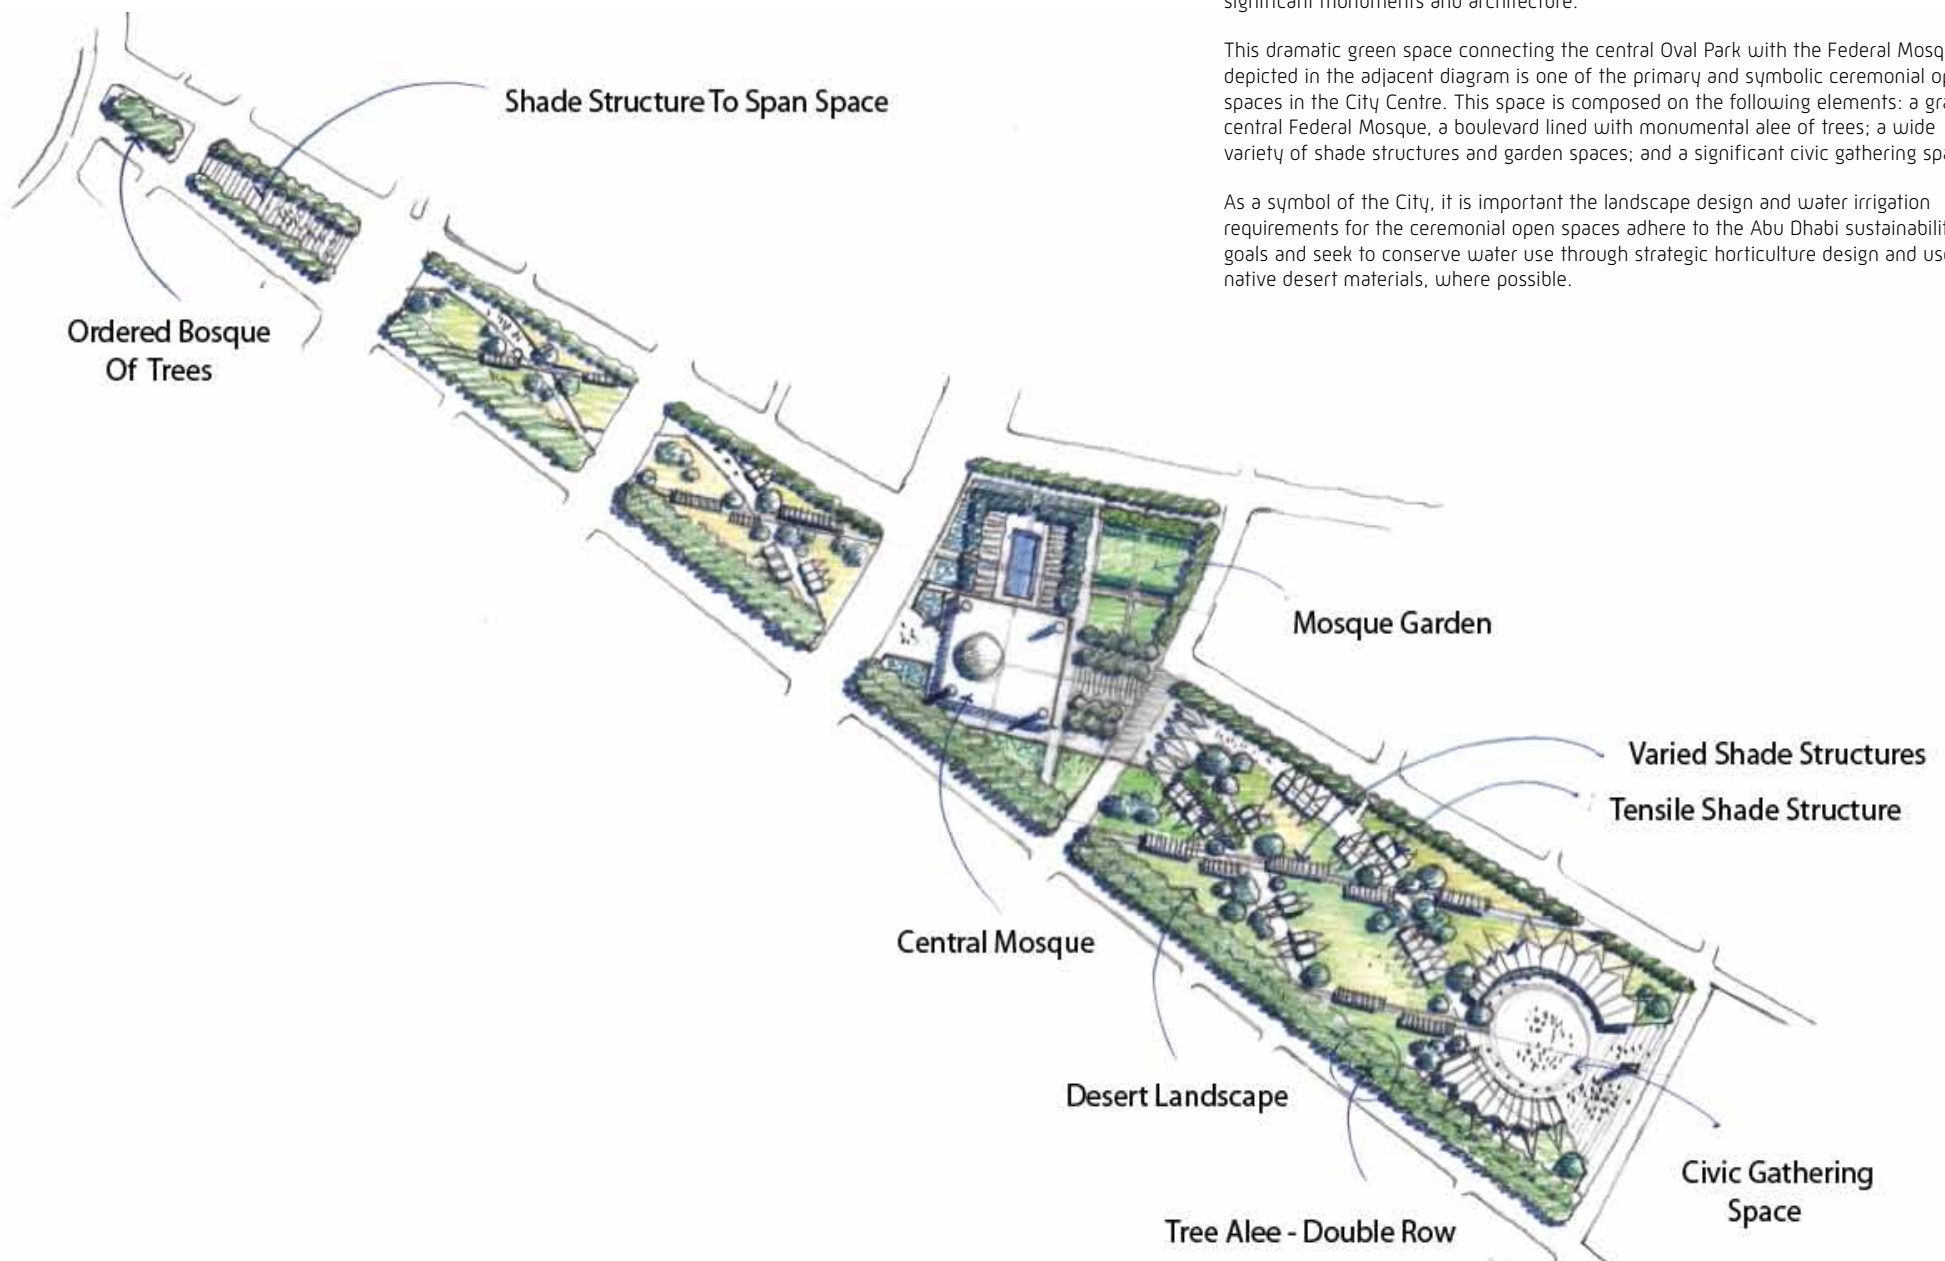 significant monuments and architecture.
This dramatic green space connecting the central Oval Park with the Federal
depicted in the adjacent diagram is one of the primary and symbolic ceremonial
spaces in the City Centre. This space is composed on the following elements: a
central Federal Mosque, a boulevard lined with monumental alee of trees; a wide
variety of shade structures and garden spaces; and a significant civic gathering
As a symbol of the City, it is important the landscape design and water irrigation
requirements for the ceremonial open spaces adhere to the Abu Dhabi
goals and seek to conserve water use through strategic horticulture design and
native desert materials, where possible.
Shade Structure To Span Space
Ordered Bosque
Of Trees
Mosque Garden
Varied Shade Structures
Tensile Shade Structure
Central Mosque
Desert Landscape
Civic Gathering
Space
Tree Alee - Double Row